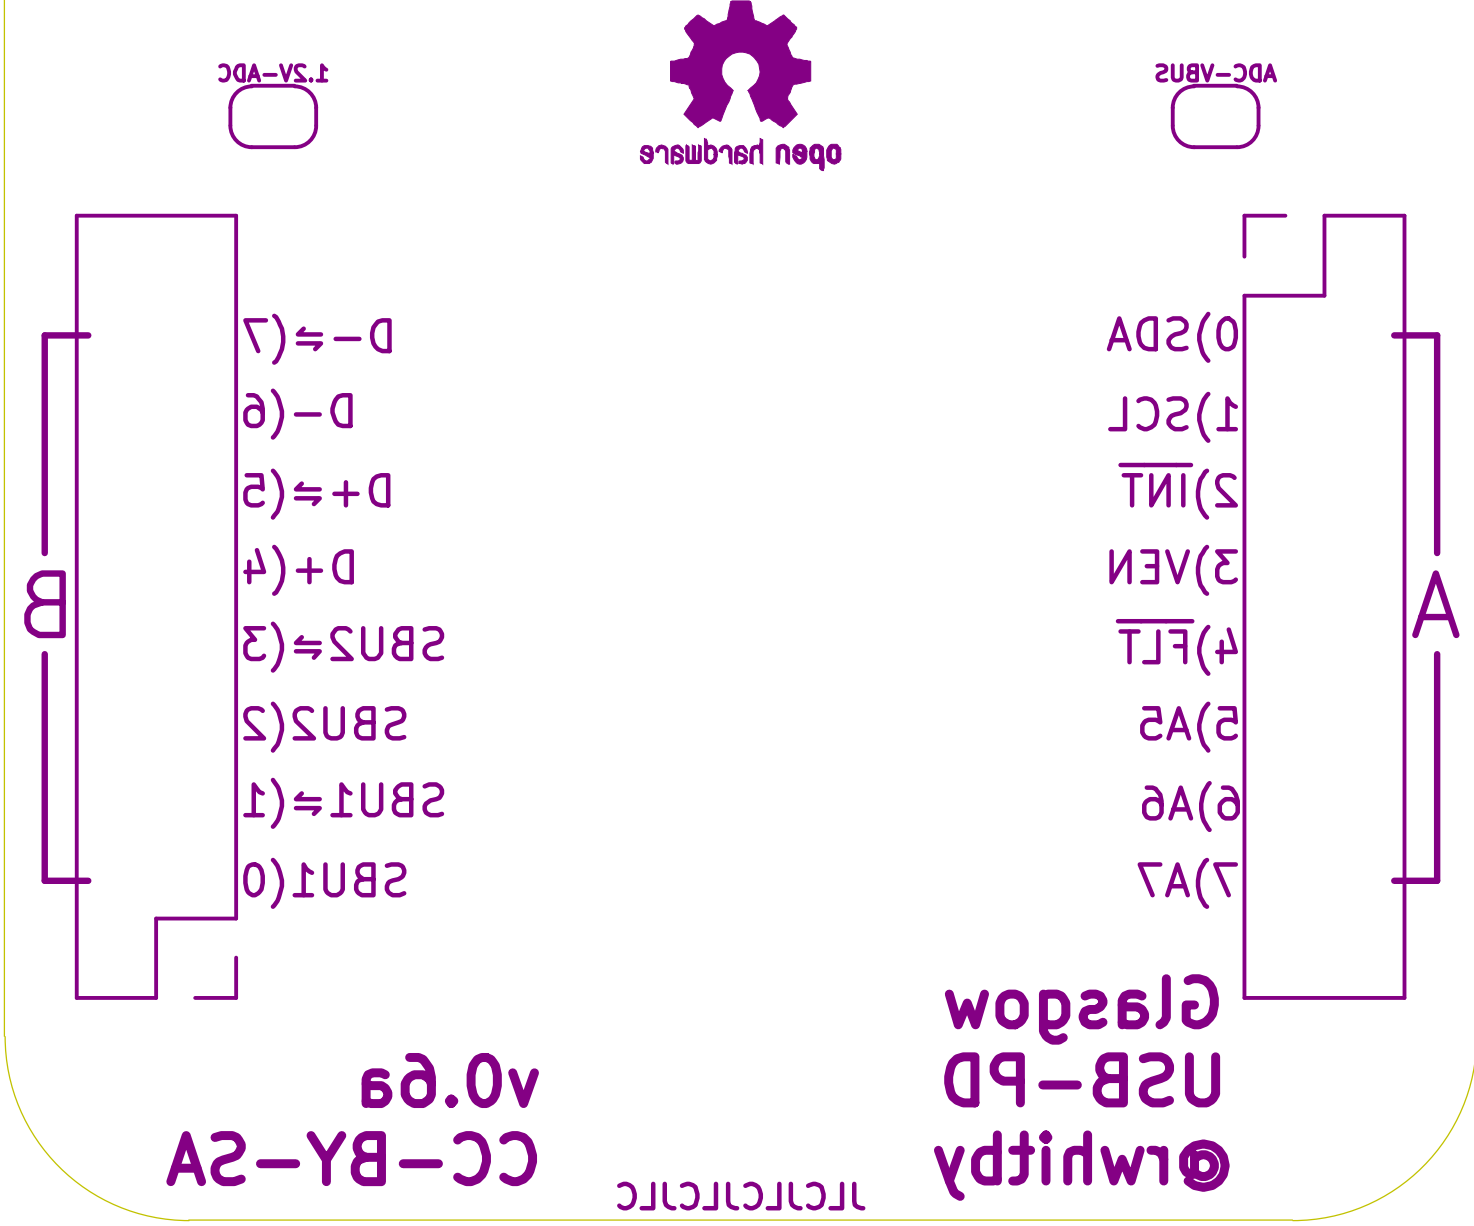 1.2V-ADC
open hardware
ADC-VBUS
D-⇌(7
D-(6
D+⇌(5
D+(4
SBU2⇌(3
SBU2(2
SBU1⇌(1
SBU1(0
B
0)SDA
1)SCL
2)INT
3)VEN
4)FLT
5)A5
6)A6
7)A7
A
Glasgow
USB-PD
@rwhitby
v0.6a
CC-BY-SA
JLCJLCJLCJLC